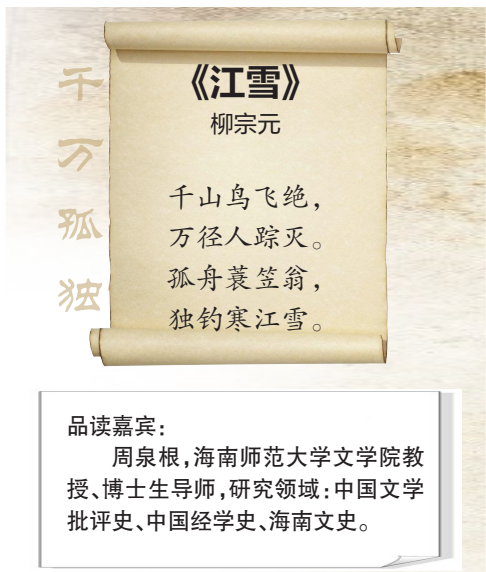 千
万
孤
独
《江雪》
柳宗元
千山鸟飞绝，
万径人踪灭。
孤舟蓑笠翁，
独钓寒江雪。
品读嘉宾：
周泉根，海南师范大学文学院教
授、博士生导师，研究领域：中国文学
批评史、中国经学史、海南文史。